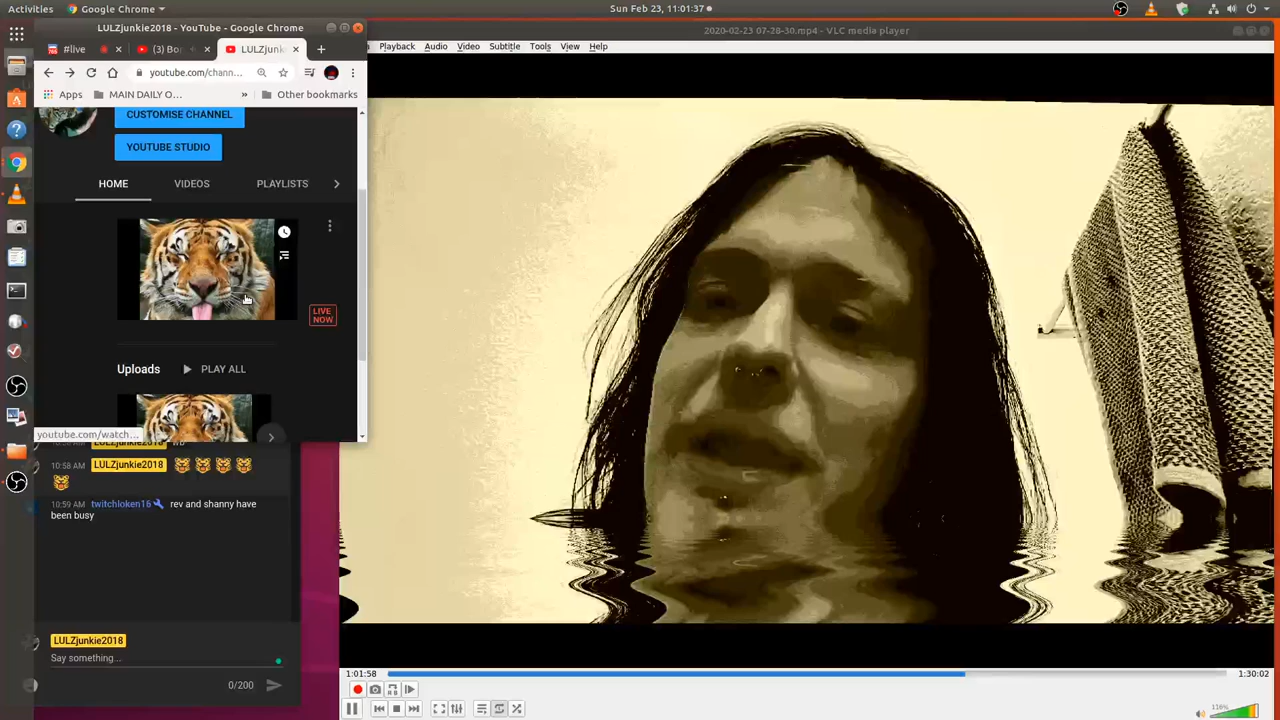 Activities Google Chrome Sun Feb 23, 11:01:37
LULZjunkie2018 - YouTube - Google Chrome
2020-02-23 07-28-30.mp4 - VLC media player
#live (3) Bor LULZjunk
Playback Audio Video Subtitle Tools View Help
youtube.com/chann...
Apps MAIN DAILY O... » Other bookmarks
CUSTOMISE CHANNEL
YOUTUBE STUDIO
HOME VIDEOS PLAYLISTS
LIVE
NOW
Uploads PLAY ALL
youtube.com/watch...
10:58 AM LULZjunkie2018
10:59 AM twitchloken16 rev and shanny have
been busy
LULZjunkie2018
Say something...
0/200
1:01:58 1:30:02
116%